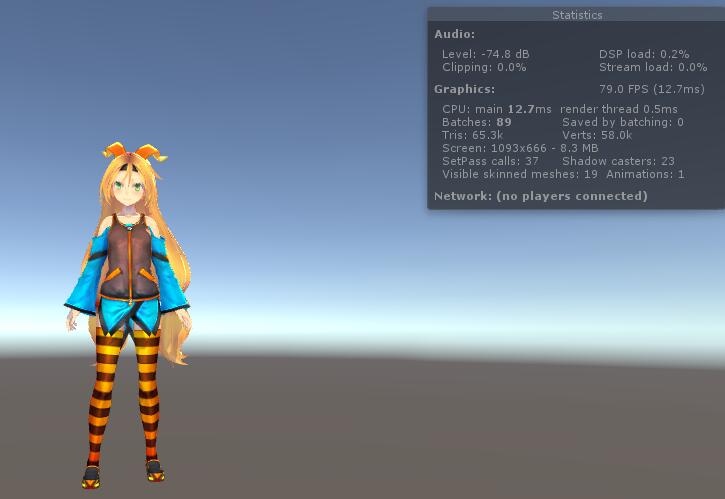 Statistics
Audio:
Level: -74.8 dB DSP load: 0.2%
Clipping: 0.0% Stream load: 0.0%
Graphics: 79.0 FPS (12.7ms)
CPU: main 12.7ms render thread 0.5ms
Batches: 89 Saved by batching: 0
Tris: 65.3k Verts: 58.0k
Screen: 1093x666 - 8.3 MB
SetPass calls: 37 Shadow casters: 23
Visible skinned meshes: 19 Animations: 1
Network: (no players connected)